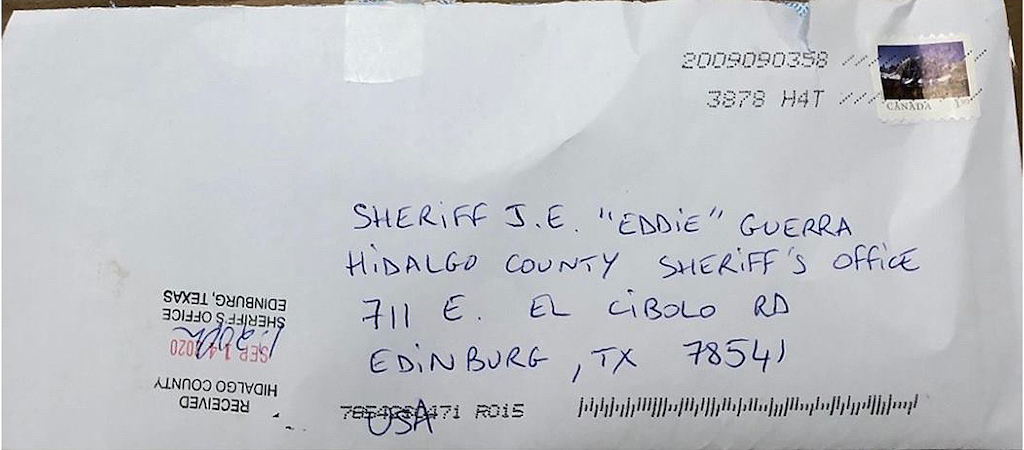 2009090358
3878 H4T
CANADA
SHERIFF J.E. "EDDIE" GUERRA
HIDALGO COUNTY SHERIFF'S OFFICE
711 E. EL CIBOLO RD
EDINBURG, TX 78541
USA
0471 R015
RECEIVED
HIDALGO COUNTY
SEP 14 2020
SHERIFF'S OFFICE
EDINBURG, TEXAS